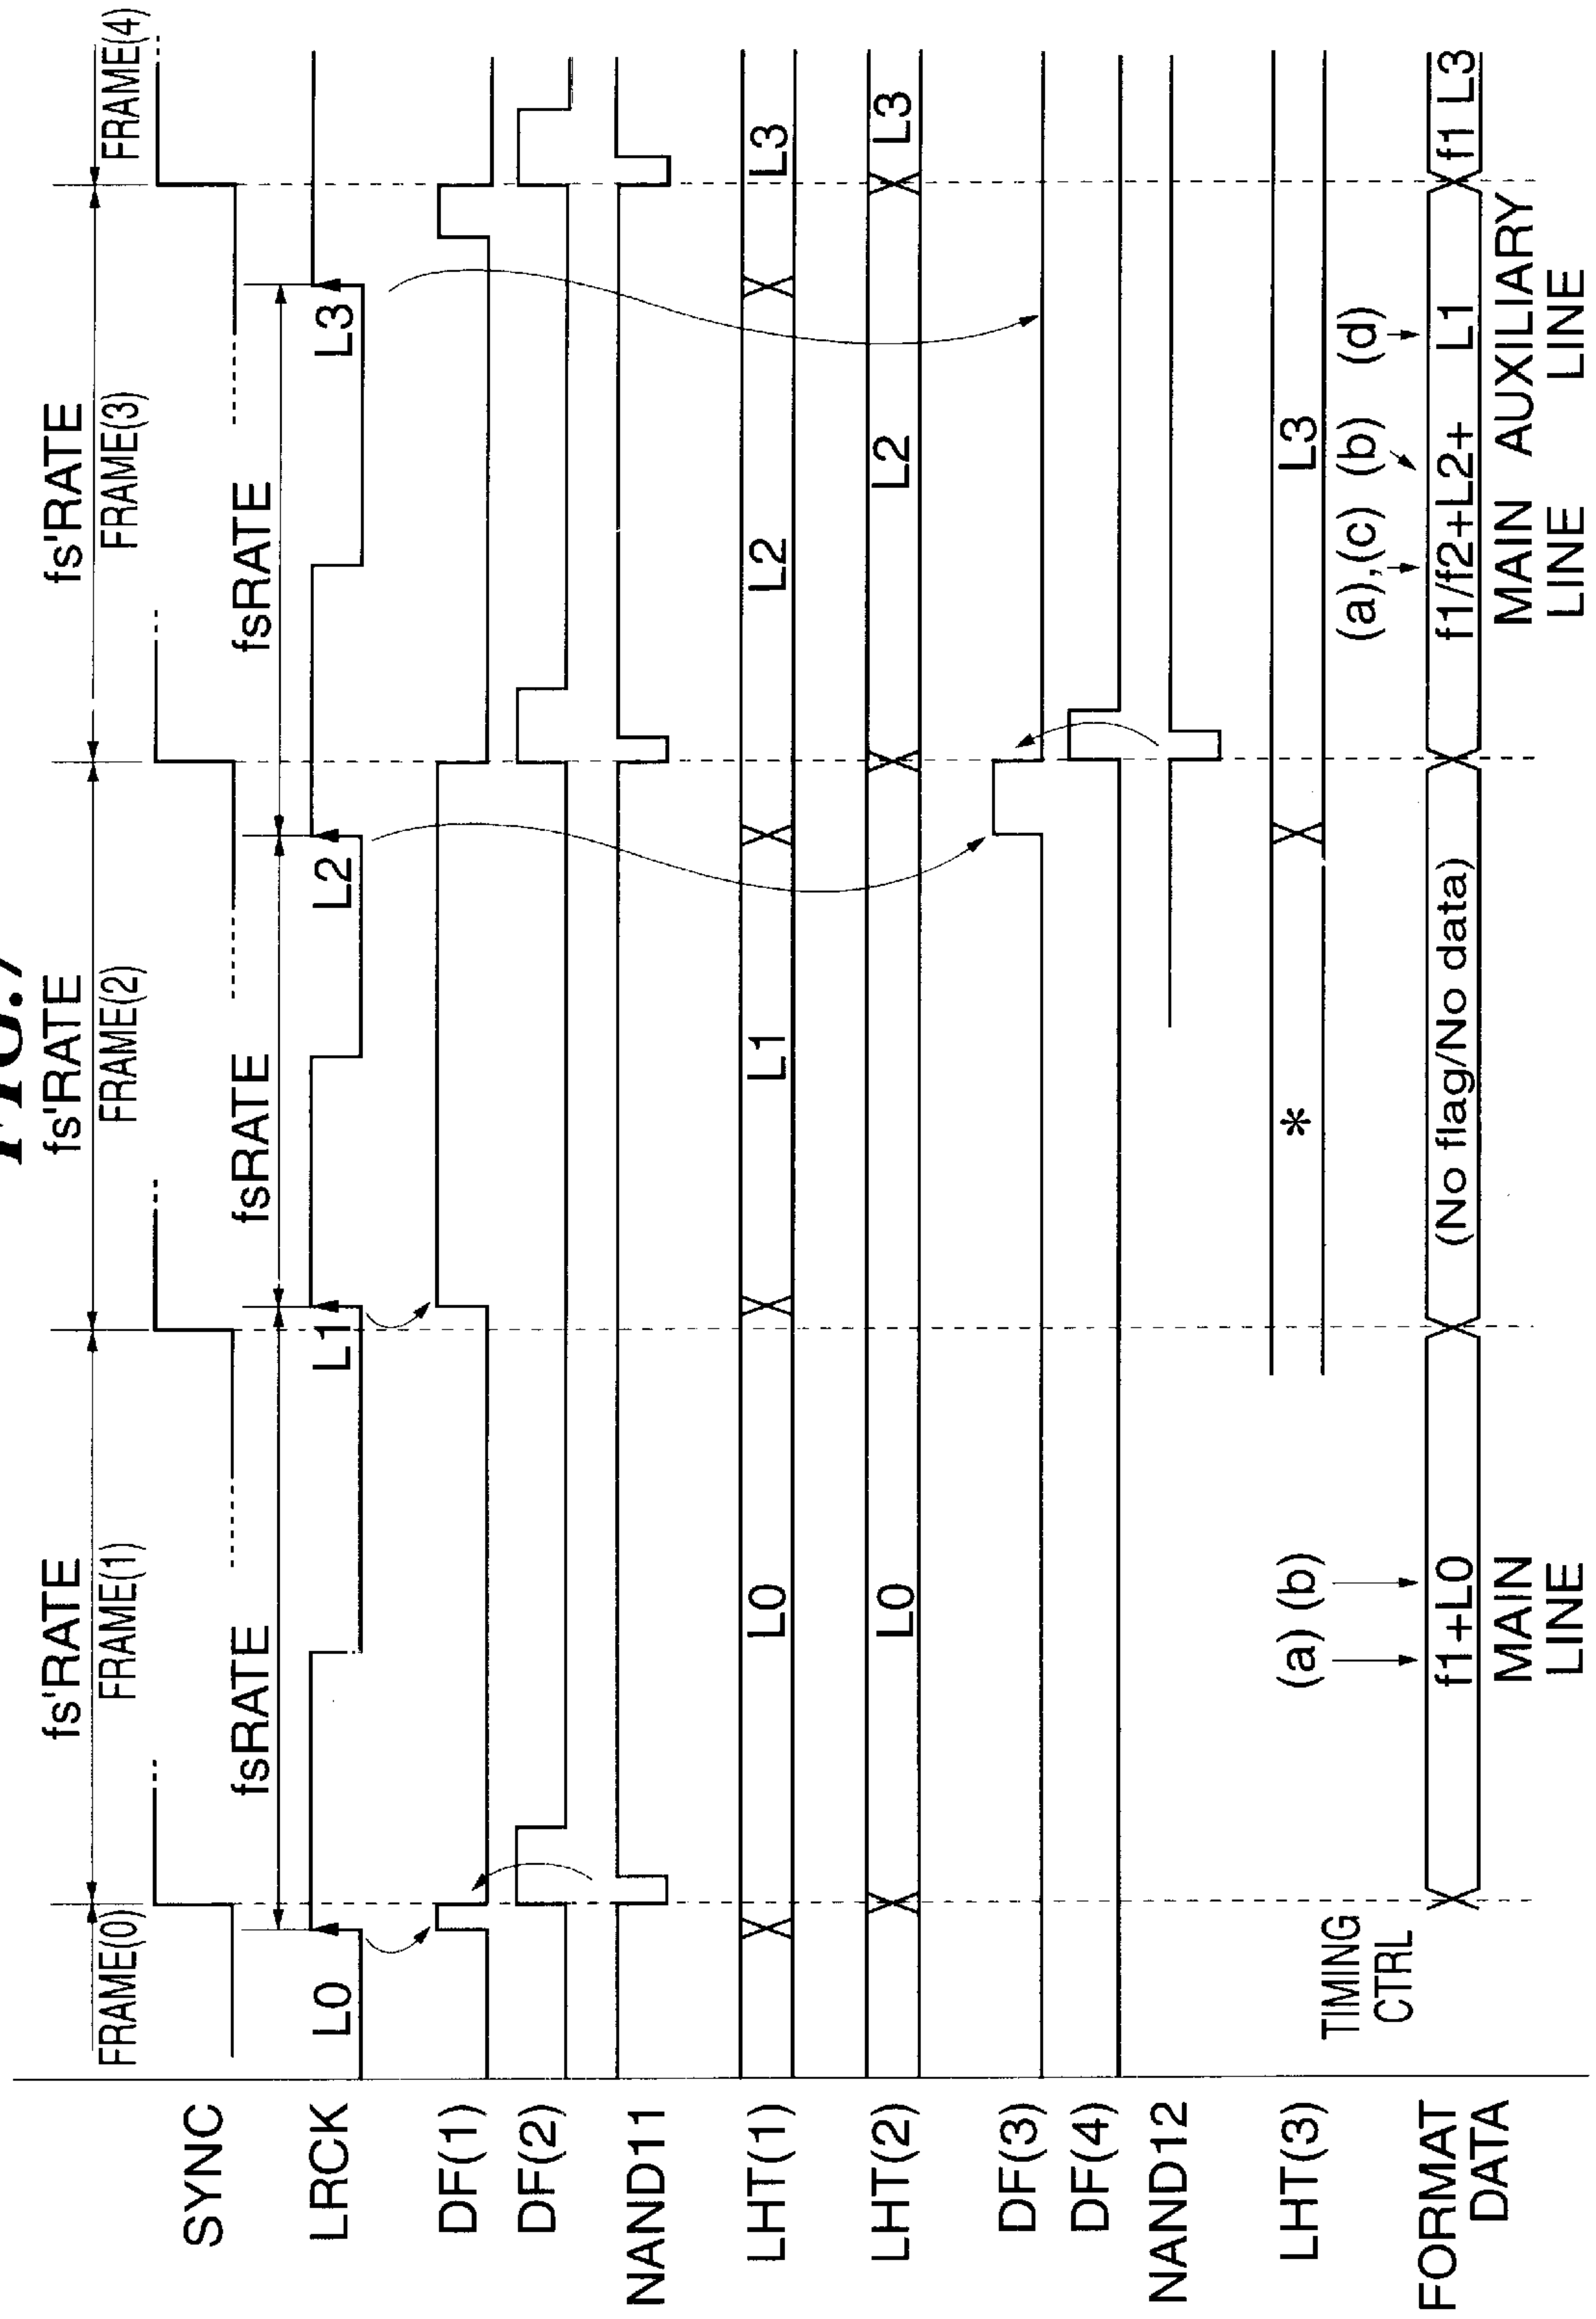 FIG.7
fs'RATE fs'RATE fs'RATE
FRAME(0) FRAME(1) FRAME(2) FRAME(3) FRAME(4)
SYNC
fsRATE fsRATE fsRATE
LRCK L0 L1 L2 L3
DF(1)
DF(2)
NAND11
LHT(1) L0 L1 L2 L3
LHT(2) L0 L2 L3
DF(3)
DF(4)
NAND12
LHT(3) * L3
TIMING
CTRL
(a) (b) (a),(c) (b) (d)
FORMAT
DATA
f1+L0 (No flag/No data) f1/f2+L2+ L1 f1 L3
MAIN
LINE
MAIN
LINE
AUXILIARY
LINE